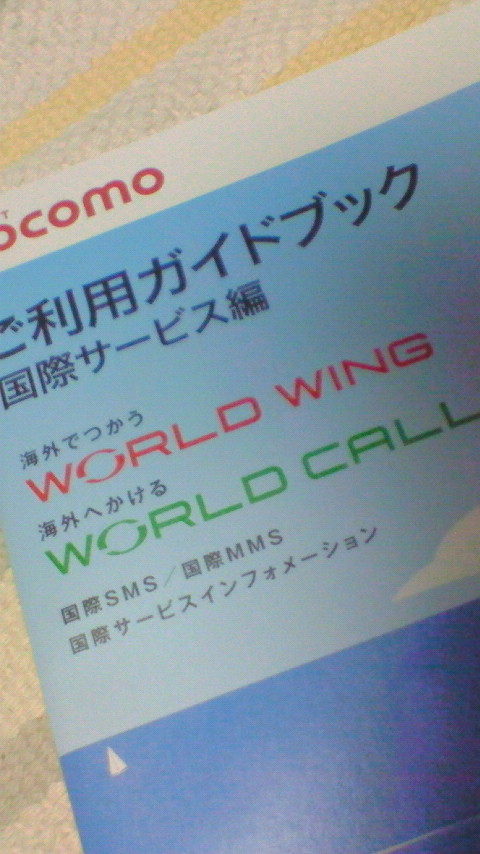 docomo
ご利用ガイドブック
国際サービス編
海外でつかう
WORLD WING
海外へかける
WORLD CALL
国際SMS／国際MMS
国際サービスインフォメーション